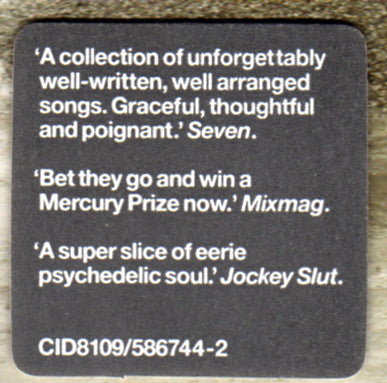 ‘A collection of unforgettably
well-written, well arranged
songs. Graceful, thoughtful
and poignant.’ Seven.
‘Bet they go and win a
Mercury Prize now.’ Mixmag.
‘A super slice of eerie
psychedelic soul.’ Jockey Slut.
CID8109/586744-2